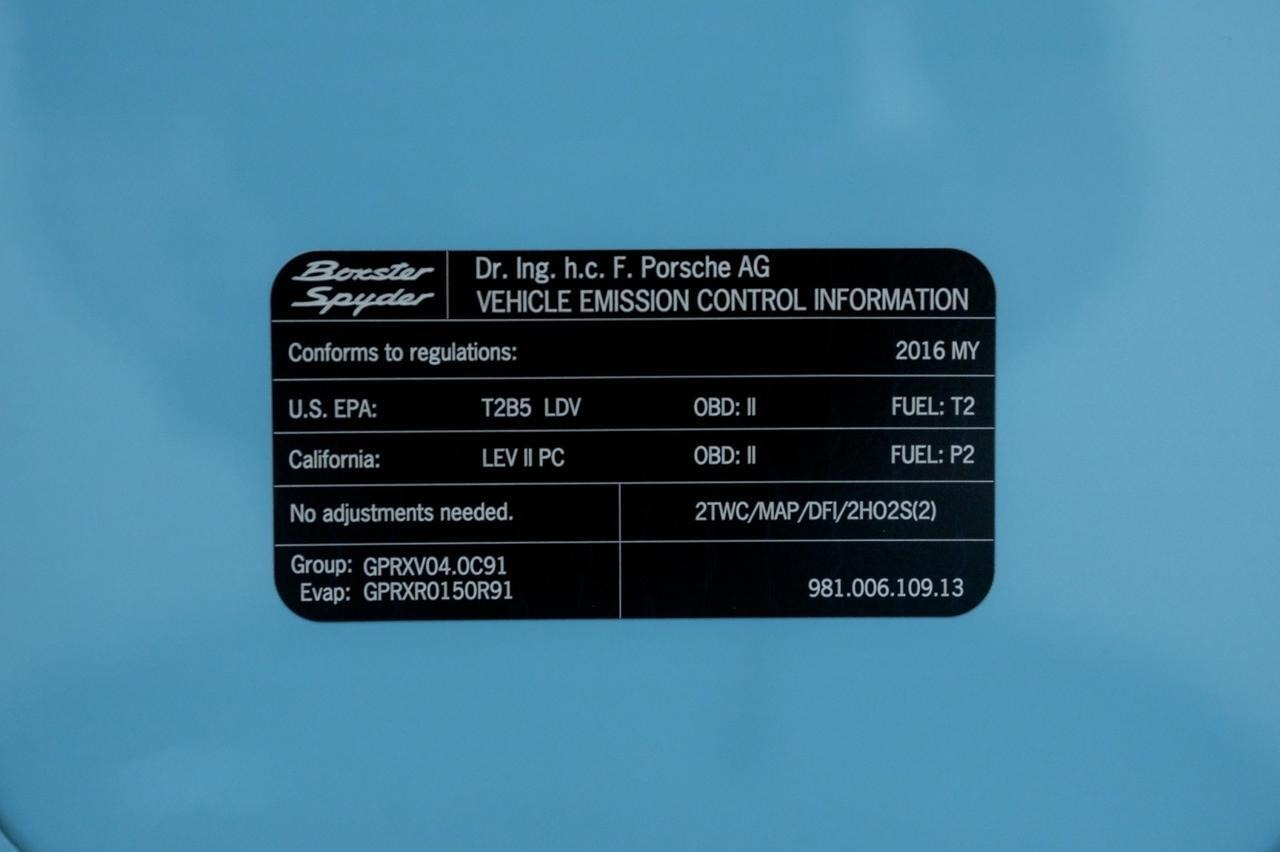 Boxster
Spyder
Dr. Ing. h.c. F. Porsche AG
VEHICLE EMISSION CONTROL INFORMATION
Conforms to regulations: 2016 MY
U.S. EPA: T2B5 LDV OBD: II FUEL: T2
California: LEV II PC OBD: II FUEL: P2
No adjustments needed. 2TWC/MAP/DFI/2HO2S(2)
Group: GPRXV04.0C91
Evap: GPRXR0150R91 981.006.109.13